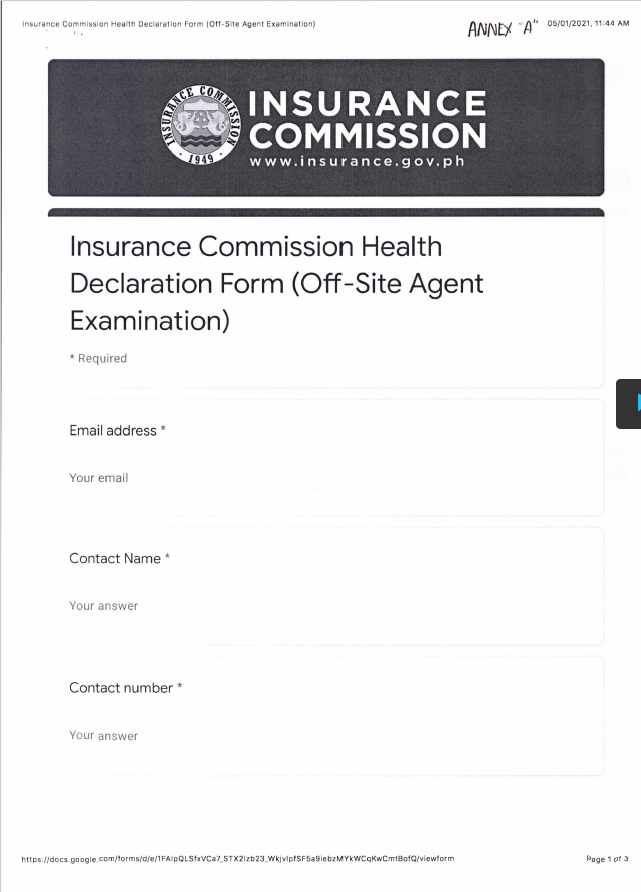 Insurance Commission Health Declaration Form (Off-Site Agent Examination)
ANNEX "A"
05/01/2021, 11:44 AM
INSURANCE COMMISSION
1949
INSURANCE
COMMISSION
www.insurance.gov.ph
Insurance Commission Health
Declaration Form (Off-Site Agent
Examination)
* Required
Email address *
Your email
Contact Name *
Your answer
Contact number *
Your answer
https://docs.google.com/forms/d/e/1FAIpQLSfxVCa7_STX2Izb23_WkjvIpfSF5a9iebzMYkWCqKwCmtBofQ/viewform
Page 1 of 3